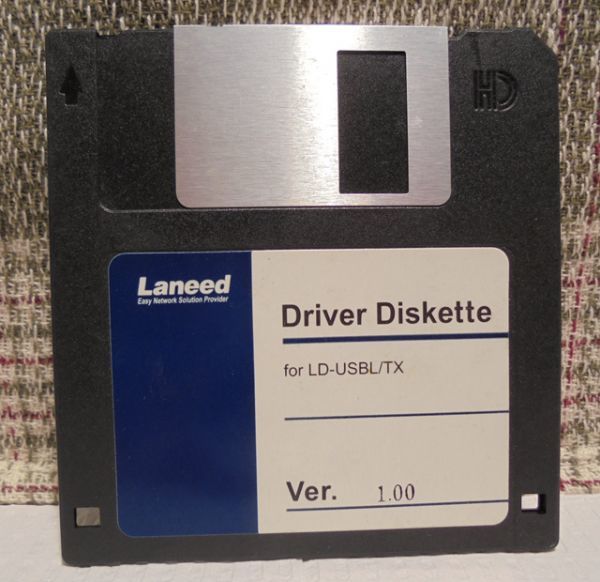 HD
Laneed
Easy Network Solution Provider
Driver Diskette
for LD-USBL/TX
Ver. 1.00